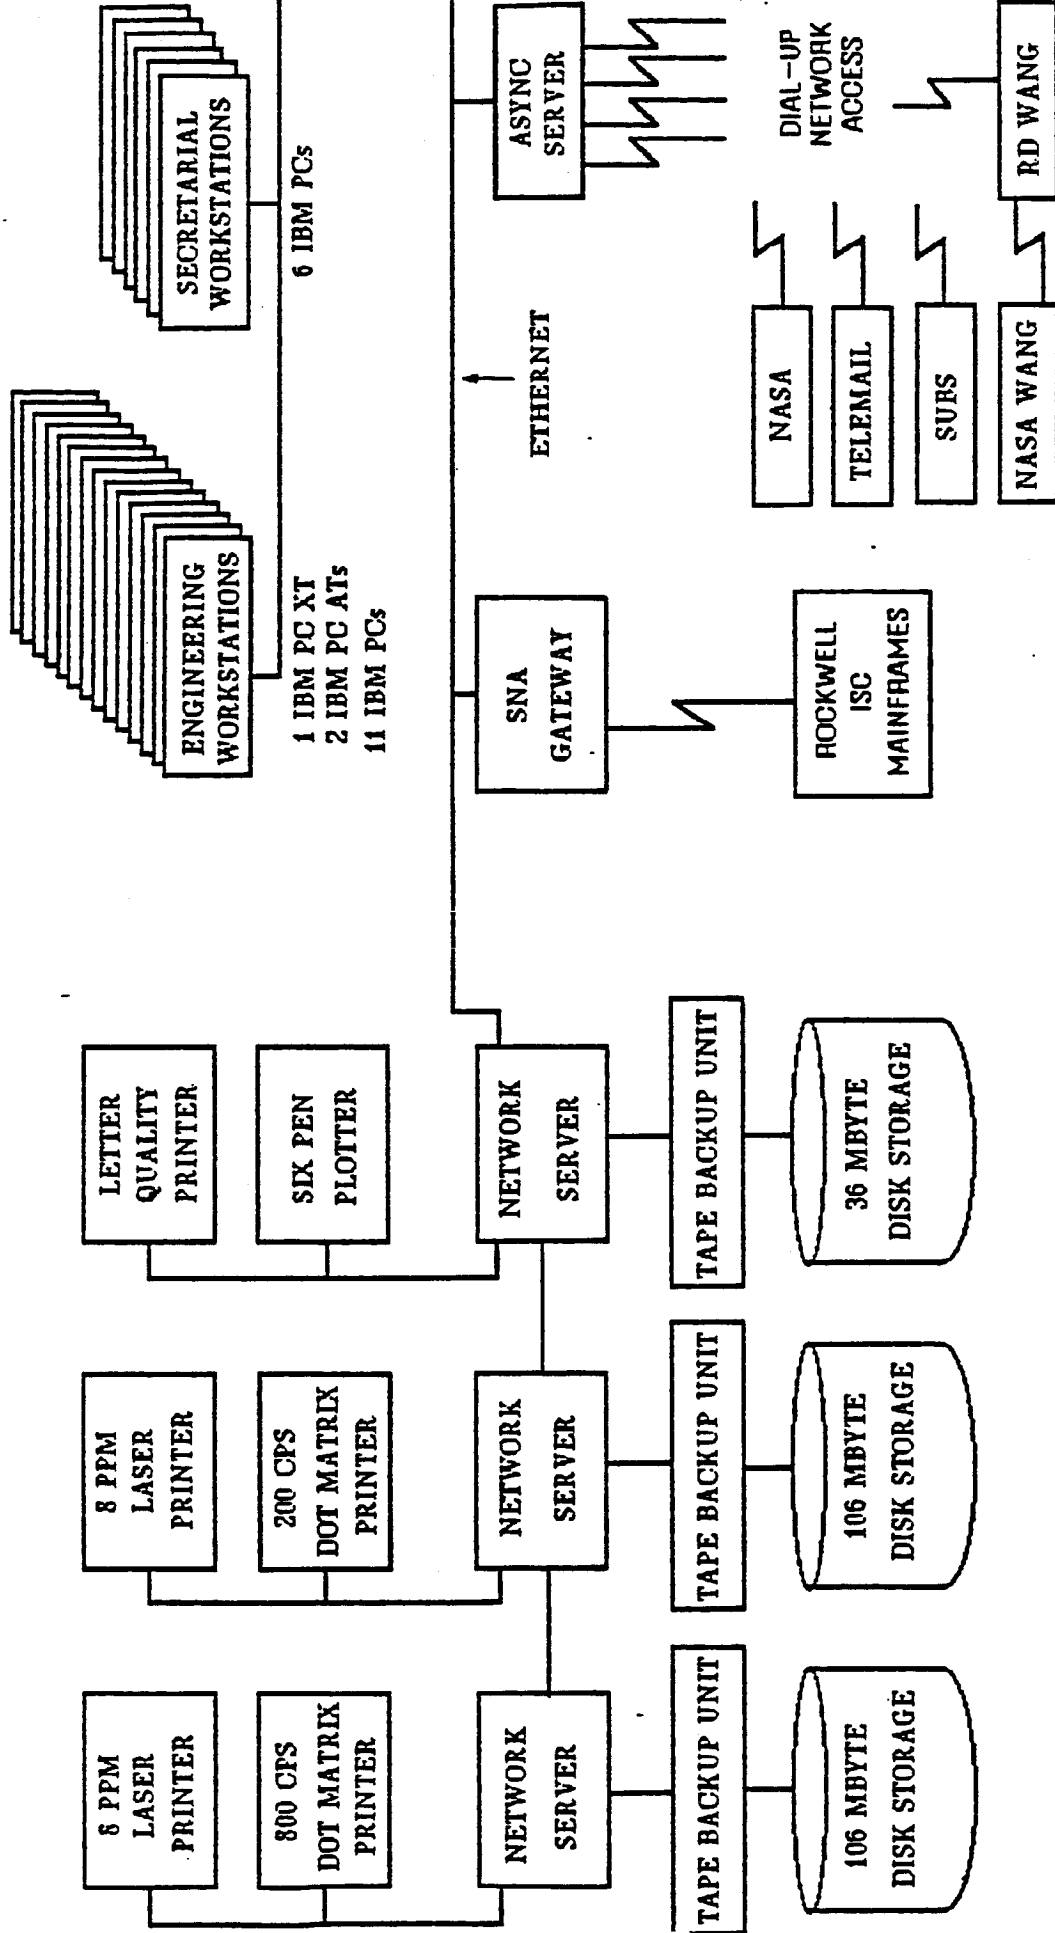 8 PPM
LASER
PRINTER
800 CPS
DOT MATRIX
PRINTER
NETWORK
SERVER
TAPE BACKUP UNIT
106 MBYTE
DISK STORAGE
8 PPM
LASER
PRINTER
200 CPS
DOT MATRIX
PRINTER
NETWORK
SERVER
TAPE BACKUP UNIT
106 MBYTE
DISK STORAGE
LETTER
QUALITY
PRINTER
SIX PEN
PLOTTER
NETWORK
SERVER
TAPE BACKUP UNIT
36 MBYTE
DISK STORAGE
ENGINEERING
WORKSTATIONS
1 IBM PC XT
2 IBM PC ATs
11 IBM PCs
SECRETARIAL
WORKSTATIONS
6 IBM PCs
ETHERNET
SNA
GATEWAY
ROCKWELL
ISC
MAINFRAMES
ASYNC
SERVER
DIAL-UP
NETWORK
ACCESS
NASA
TELEMAIL
SUBS
NASA WANG
RD WANG